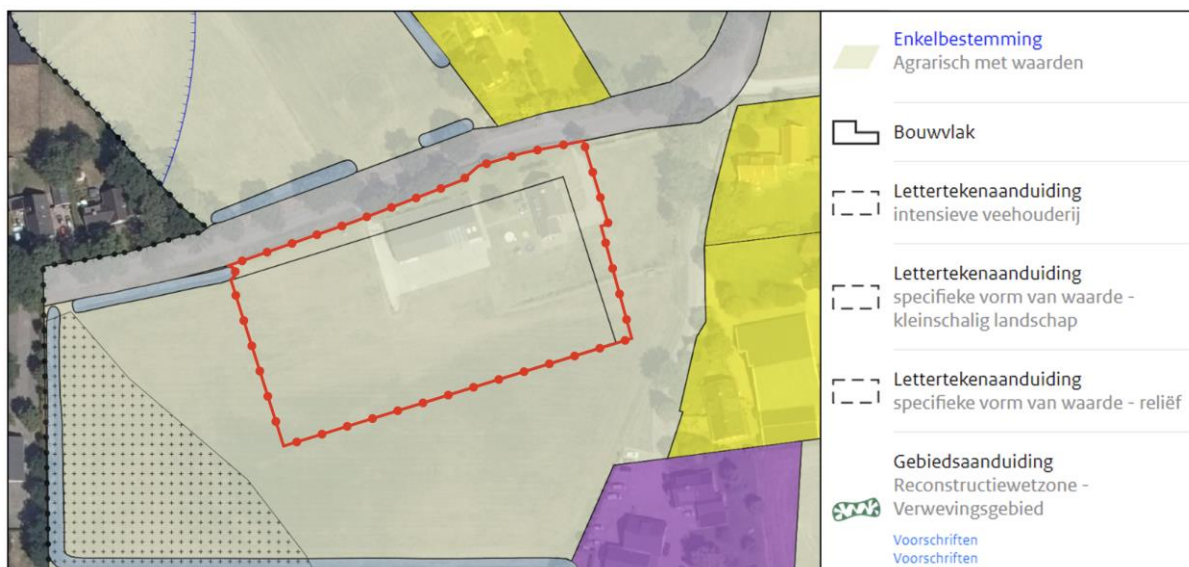 Enkelbestemming
Agrarisch met waarden
Bouwvlak
Lettertekenaanduiding
intensieve veehouderij
Lettertekenaanduiding
specifieke vorm van waarde -
kleinschalig landschap
Lettertekenaanduiding
specifieke vorm van waarde - reliëf
Gebiedsaanduiding
Reconstructiewetzone -
Verwevingsgebied
Voorschriften
Voorschriften